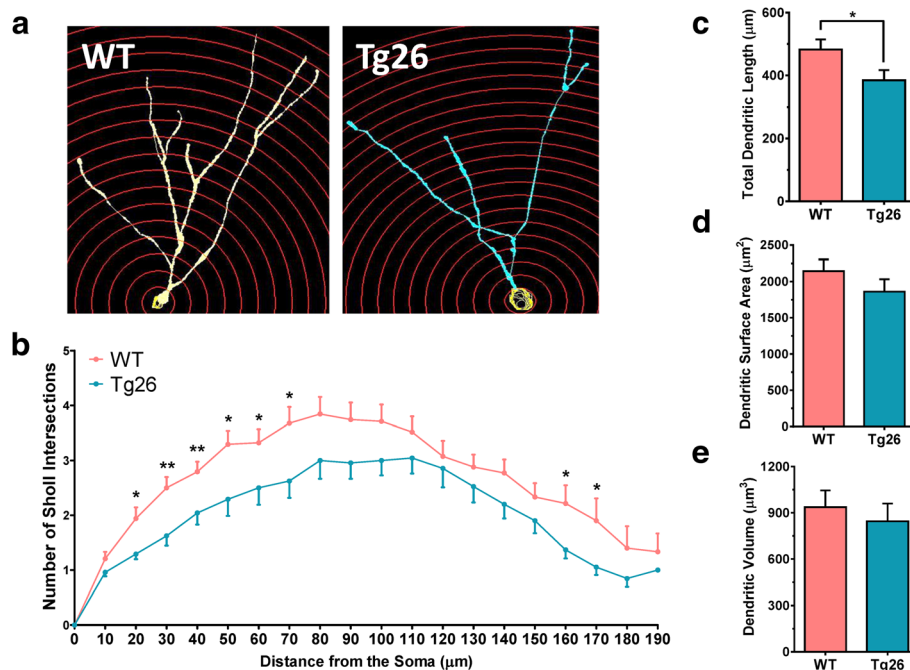 a
WT
Tg26
b
WT
Tg26
Number of Sholl Intersections
5
4
3
2
1
0
* ** ** * * * * *
0 10 20 30 40 50 60 70 80 90 100 110 120 130 140 150 160 170 180 190
Distance from the Soma (μm)
c
Total Dendritic Length (μm)
600
400
200
0
*
WT Tg26
d
Dendritic Surface Area (μm²)
2500
2000
1500
1000
500
0
WT Tg26
e
Dendritic Volume (μm³)
1200
900
600
300
0
WT Tg26